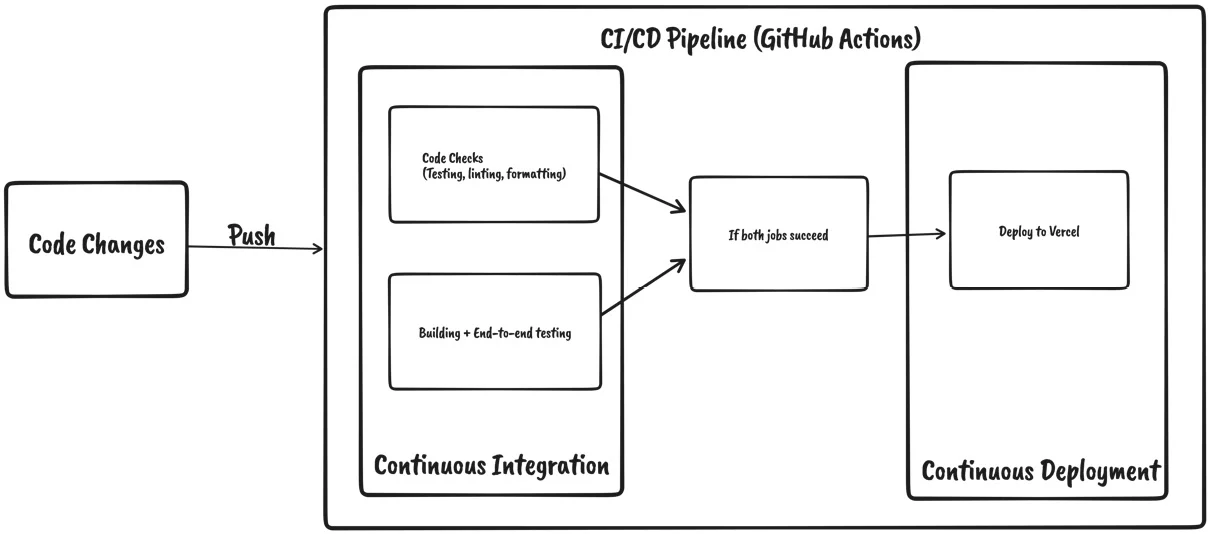 CI/CD Pipeline (GitHub Actions)
Code Changes
Push
Code Checks
(Testing, linting, formatting)
Building + End-to-end testing
Continuous Integration
If both jobs succeed
Deploy to Vercel
Continuous Deployment